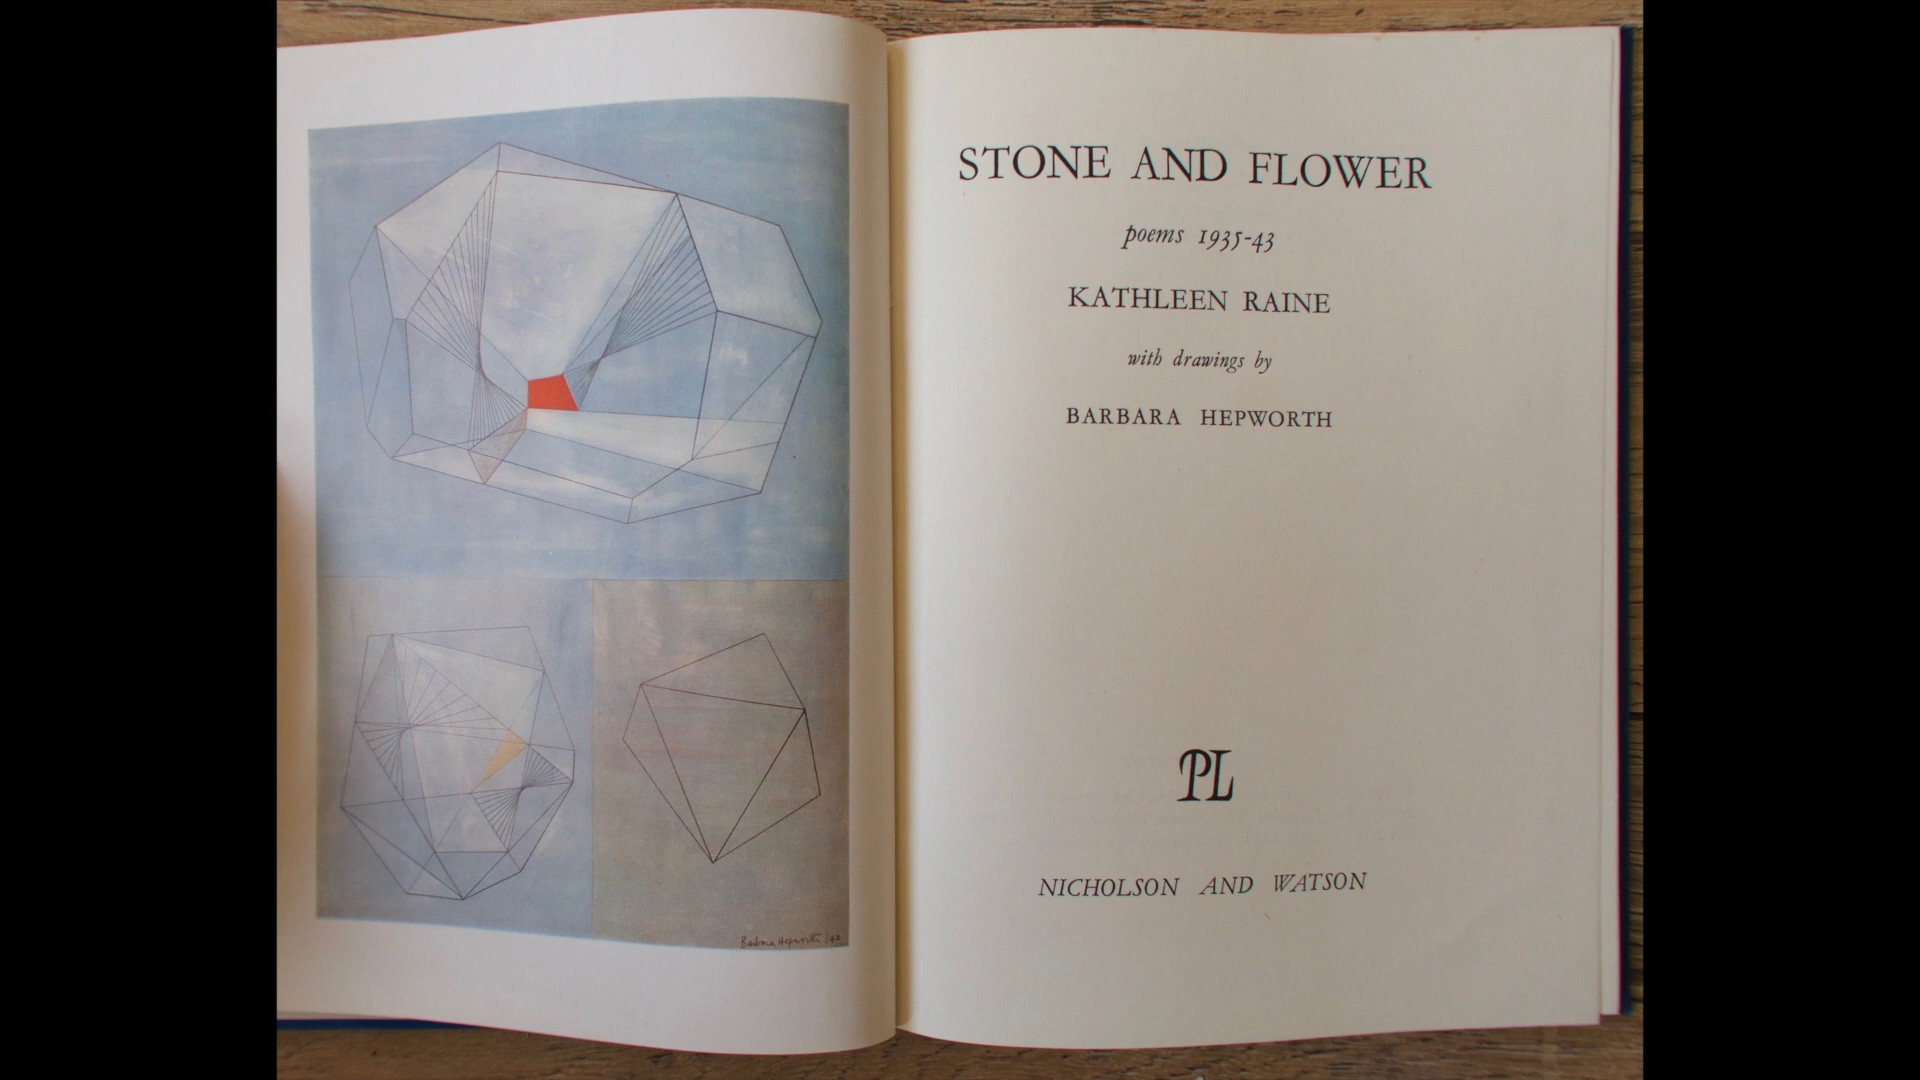 Barbara Hepworth /43
STONE AND FLOWER
poems 1935-43
KATHLEEN RAINE
with drawings by
BARBARA HEPWORTH
PL
NICHOLSON AND WATSON